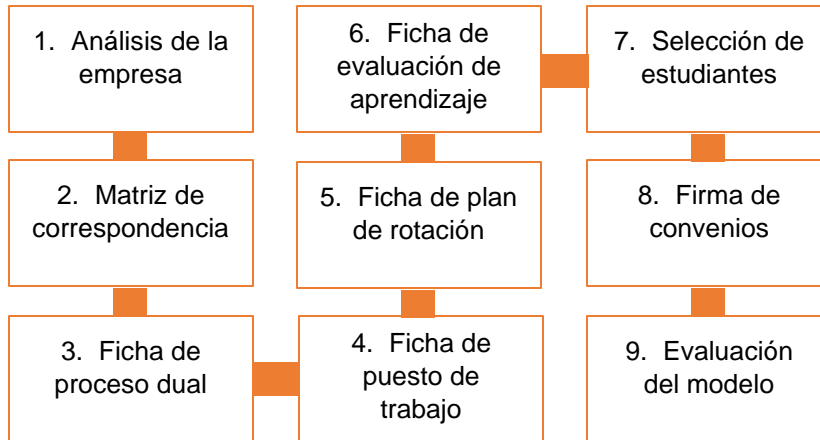 1. Análisis de la
empresa
2. Matriz de
correspondencia
3. Ficha de
proceso dual
4. Ficha de
puesto de
trabajo
5. Ficha de plan
de rotación
6. Ficha de
evaluación de
aprendizaje
7. Selección de
estudiantes
8. Firma de
convenios
9. Evaluación
del modelo